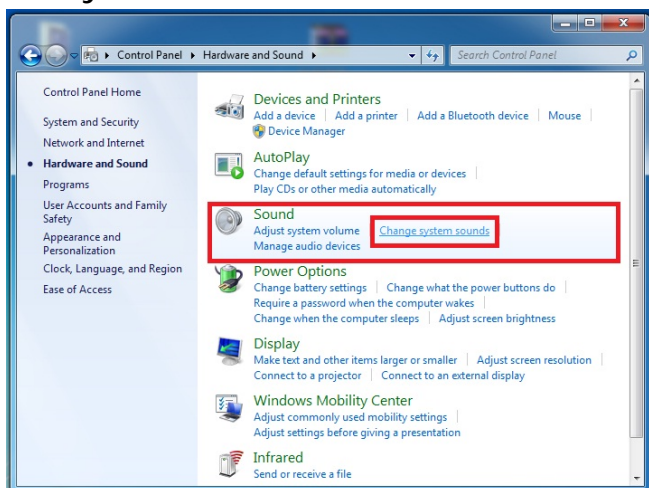 Control Panel ▸ Hardware and Sound ▸
Search Control Panel
Control Panel Home
System and Security
Network and Internet
• Hardware and Sound
Programs
User Accounts and Family
Safety
Appearance and
Personalization
Clock, Language, and Region
Ease of Access
Devices and Printers
Add a device | Add a printer | Add a Bluetooth device | Mouse |
Device Manager
AutoPlay
Change default settings for media or devices |
Play CDs or other media automatically
Sound
Adjust system volume | Change system sounds |
Manage audio devices
Power Options
Change battery settings | Change what the power buttons do |
Require a password when the computer wakes |
Change when the computer sleeps | Adjust screen brightness
Display
Make text and other items larger or smaller | Adjust screen resolution |
Connect to a projector | Connect to an external display
Windows Mobility Center
Adjust commonly used mobility settings |
Adjust settings before giving a presentation
Infrared
Send or receive a file